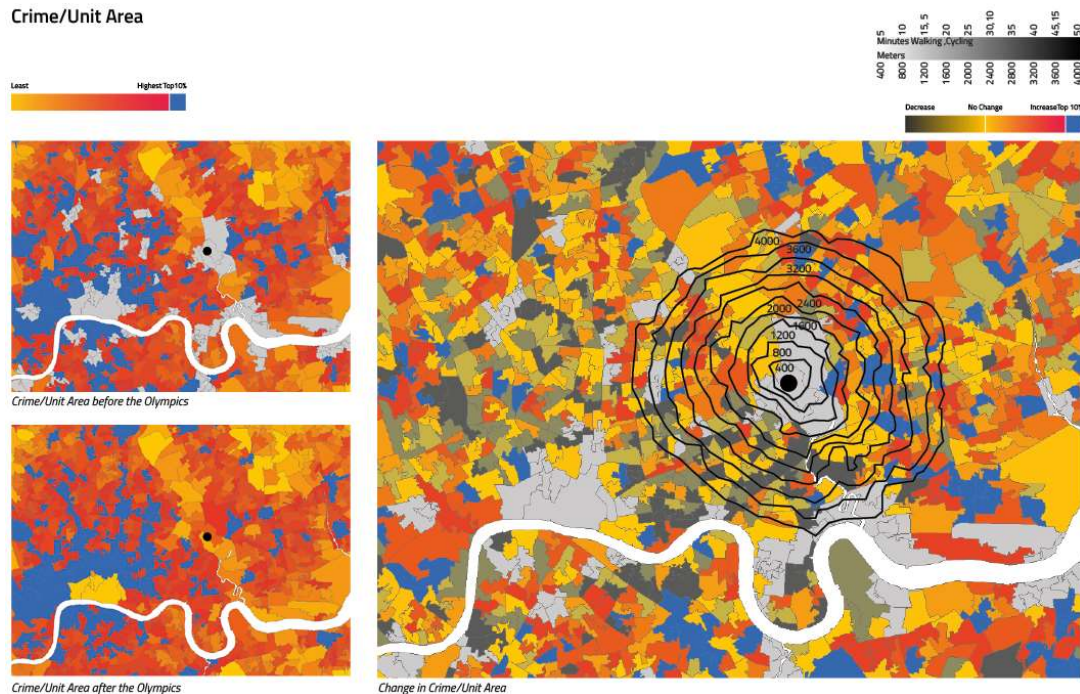 Crime/Unit Area
5 10 15, 5 20 25 30,10 35 40 45,15 50
Minutes Walking ,Cycling
Meters
400 800 1200 1600 2000 2400 2800 3200 3600 4000
Least Highest Top10%
Decrease No Change IncreaseTop 10%
4000
3600
3200
2000 2400
1600
1200
800
400
Crime/Unit Area before the Olympics
Crime/Unit Area after the Olympics
Change in Crime/Unit Area